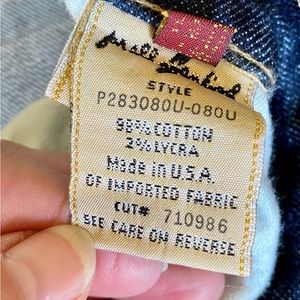 STYLE
P283080U-080U
98% COTTON
2% LYCRA
Made in U.S.A.
OF IMPORTED FABRIC
CUT# 710986
SEE CARE ON REVERSE